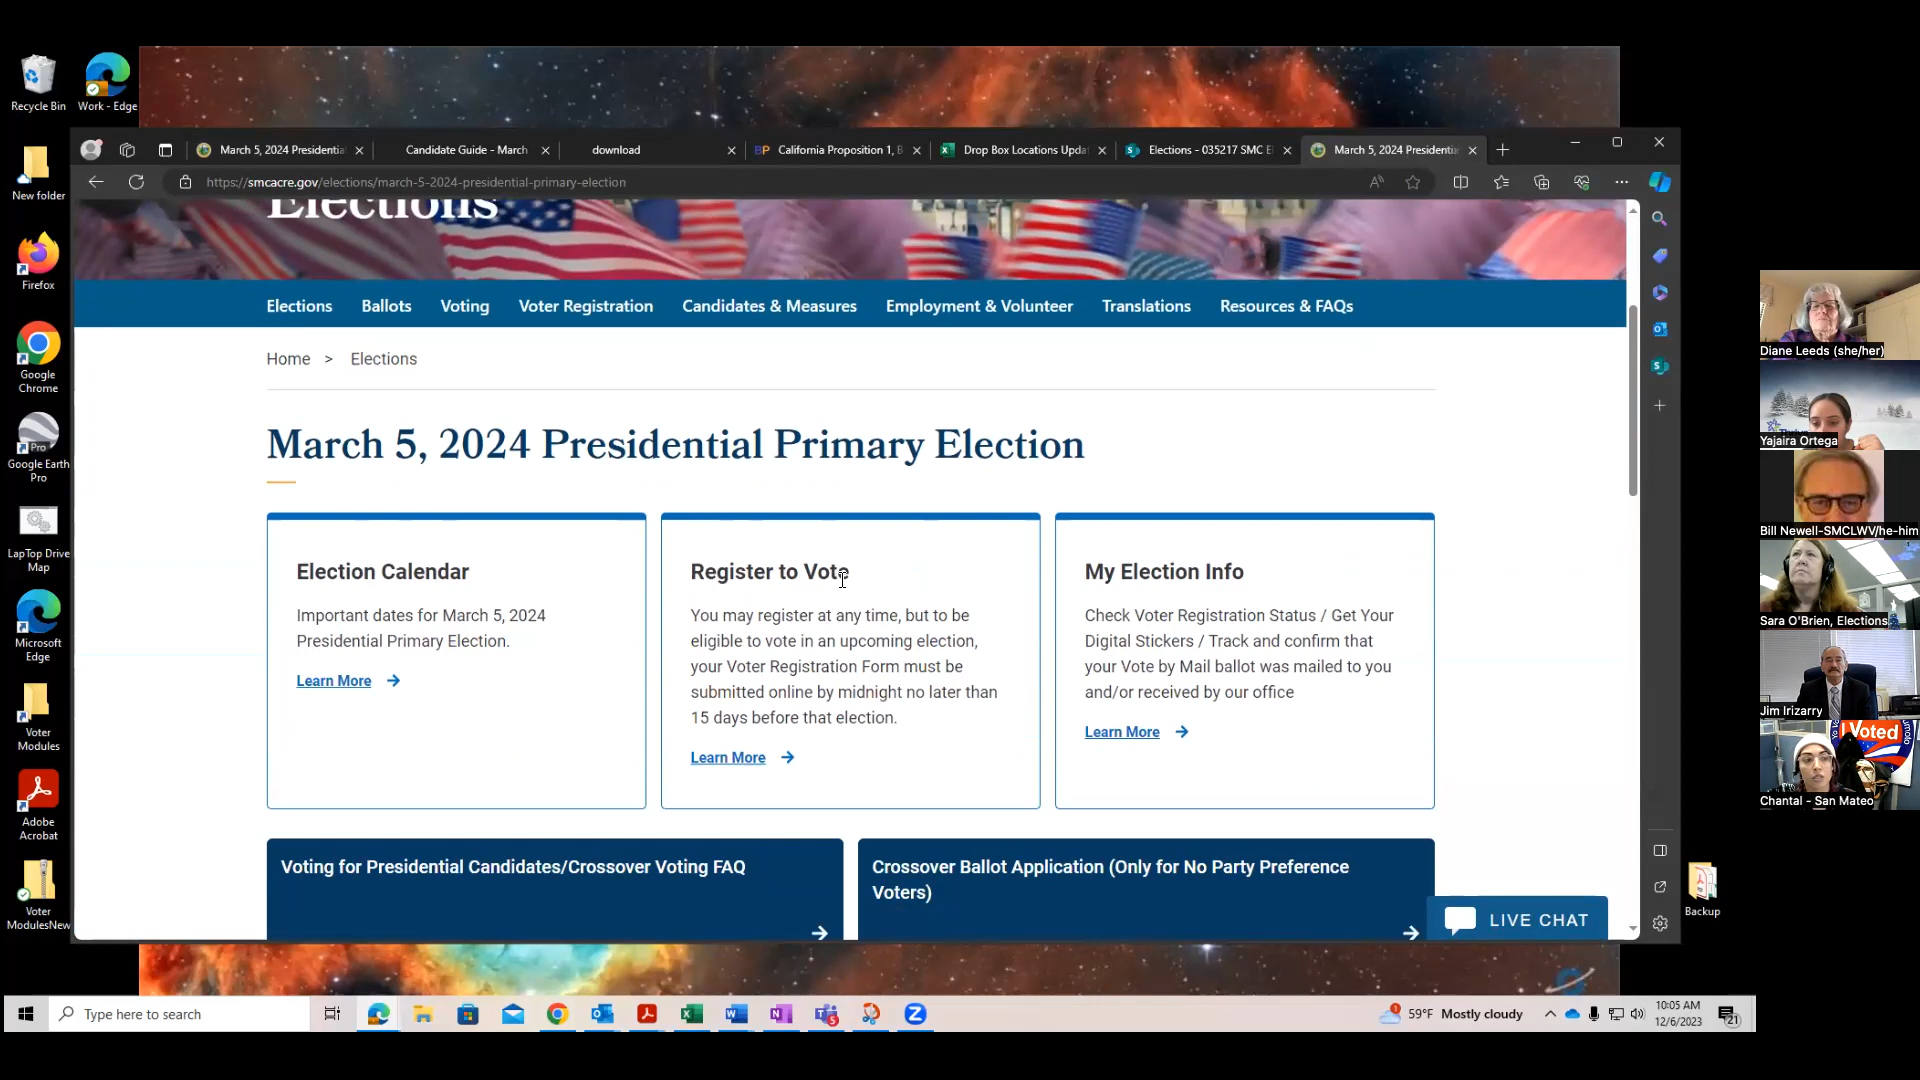 Recycle Bin
Work - Edge
New folder
Firefox
Google
Chrome
Pro
Google Earth
Pro
LapTop Drive
Map
Microsoft
Edge
Voter
Modules
Adobe
Acrobat
Voter
ModulesNew
March 5, 2024 Presidentia
Candidate Guide - March
download
BP California Proposition 1, B
Drop Box Locations Upda
Elections - 035217 SMC E
March 5, 2024 Presidentia
https://smcacre.gov/elections/march-5-2024-presidential-primary-election
Elections
Elections Ballots Voting Voter Registration Candidates & Measures Employment & Volunteer Translations Resources & FAQs
Home > Elections
March 5, 2024 Presidential Primary Election
Election Calendar
Important dates for March 5, 2024
Presidential Primary Election.
Learn More
Register to Vote
You may register at any time, but to be
eligible to vote in an upcoming election,
your Voter Registration Form must be
submitted online by midnight no later than
15 days before that election.
Learn More
My Election Info
Check Voter Registration Status / Get Your
Digital Stickers / Track and confirm that
your Vote by Mail ballot was mailed to you
and/or received by our office
Learn More
Voting for Presidential Candidates/Crossover Voting FAQ
Crossover Ballot Application (Only for No Party Preference
Voters)
LIVE CHAT
Diane Leeds (she/her)
Yajaira Ortega
Bill Newell-SMCLWV/he-him
Sara O'Brien, Elections
Jim Irizarry
I Voted
Chantal - San Mateo
Backup
Type here to search
59°F Mostly cloudy
10:05 AM
12/6/2023
21